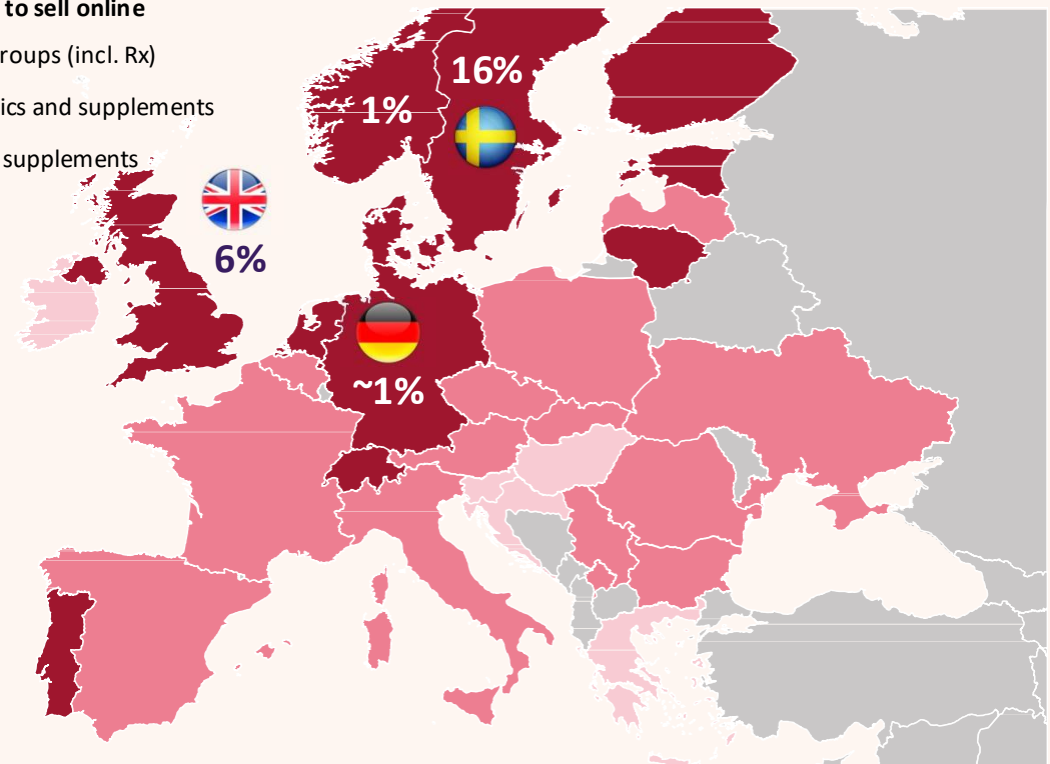 to sell online
roups (incl. Rx)
ics and supplements
supplements
16%
1%
6%
~1%